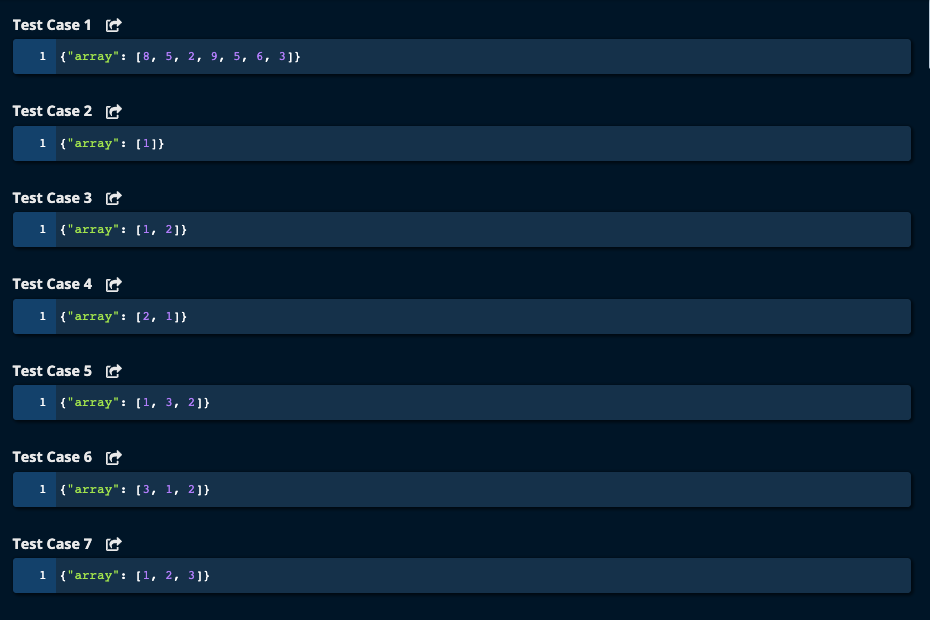 Test Case 1
1 {"array": [8, 5, 2, 9, 5, 6, 3]}
Test Case 2
1 {"array": [1]}
Test Case 3
1 {"array": [1, 2]}
Test Case 4
1 {"array": [2, 1]}
Test Case 5
1 {"array": [1, 3, 2]}
Test Case 6
1 {"array": [3, 1, 2]}
Test Case 7
1 {"array": [1, 2, 3]}